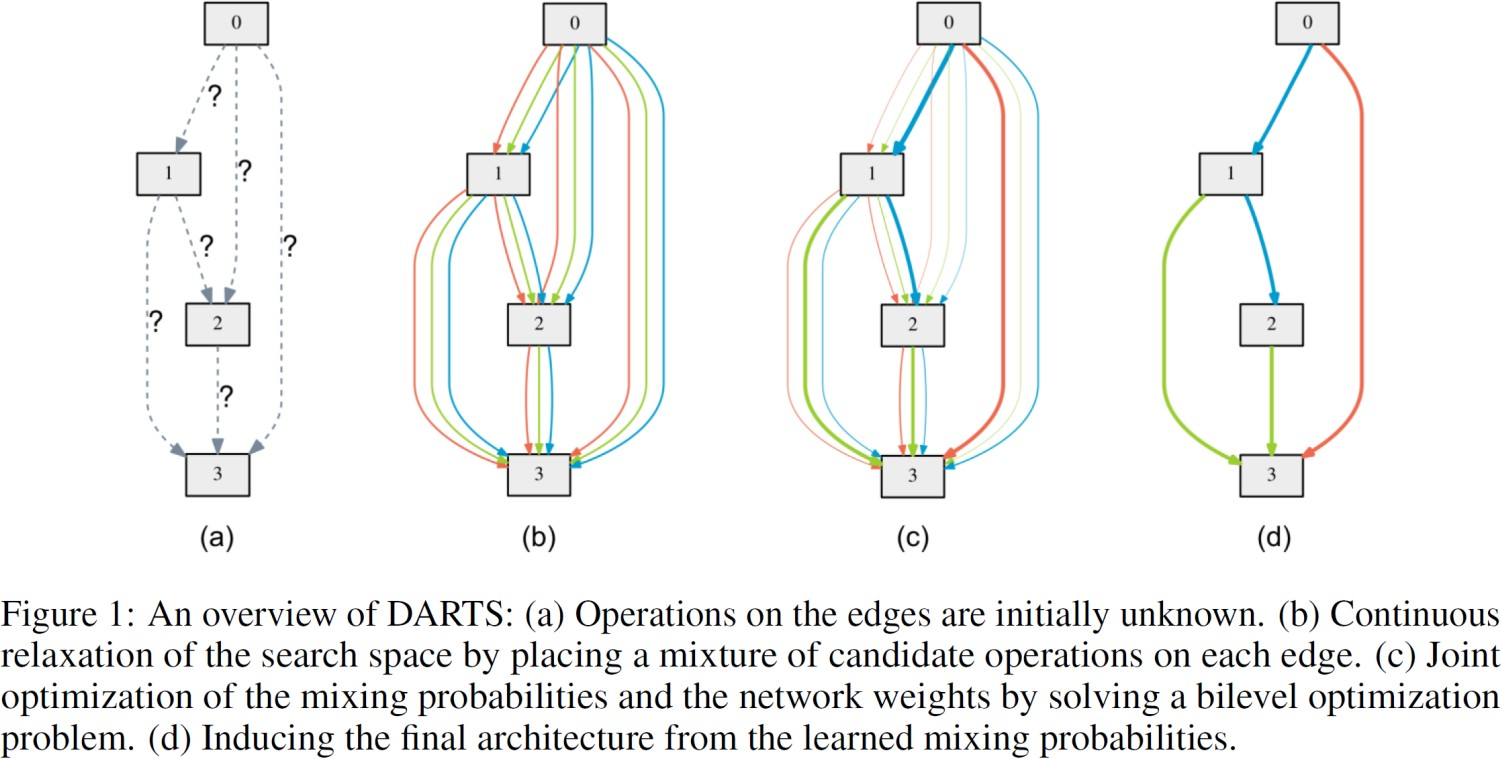 0 0 0 0
?
1 ? 1 1 1
? ?
? 2 2 2 2
?
3 3 3 3
(a) (b) (c) (d)
Figure 1: An overview of DARTS: (a) Operations on the edges are initially unknown. (b) Continuous
relaxation of the search space by placing a mixture of candidate operations on each edge. (c) Joint
optimization of the mixing probabilities and the network weights by solving a bilevel optimization
problem. (d) Inducing the final architecture from the learned mixing probabilities.